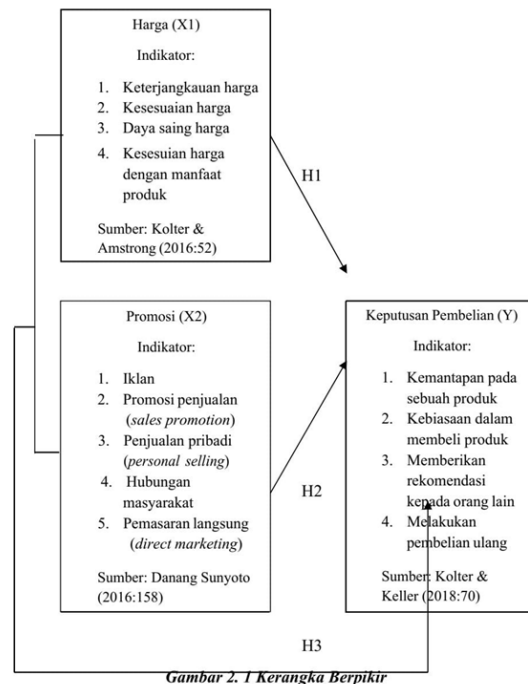 Harga (X1)
Indikator:
1. Keterjangkauan harga
2. Kesesuaian harga
3. Daya saing harga
4. Kesesuian harga
dengan manfaat
produk
Sumber: Kolter &
Amstrong (2016:52)
H1
Promosi (X2)
Indikator:
1. Iklan
2. Promosi penjualan
(sales promotion)
3. Penjualan pribadi
(personal selling)
4. Hubungan
masyarakat
5. Pemasaran langsung
(direct marketing)
Sumber: Danang Sunyoto
(2016:158)
H2
Keputusan Pembelian (Y)
Indikator:
1. Kemantapan pada
sebuah produk
2. Kebiasaan dalam
membeli produk
3. Memberikan
rekomendasi
kepada orang lain
4. Melakukan
pembelian ulang
Sumber: Kolter &
Keller (2018:70)
H3
Gambar 2. 1 Kerangka Berpikir